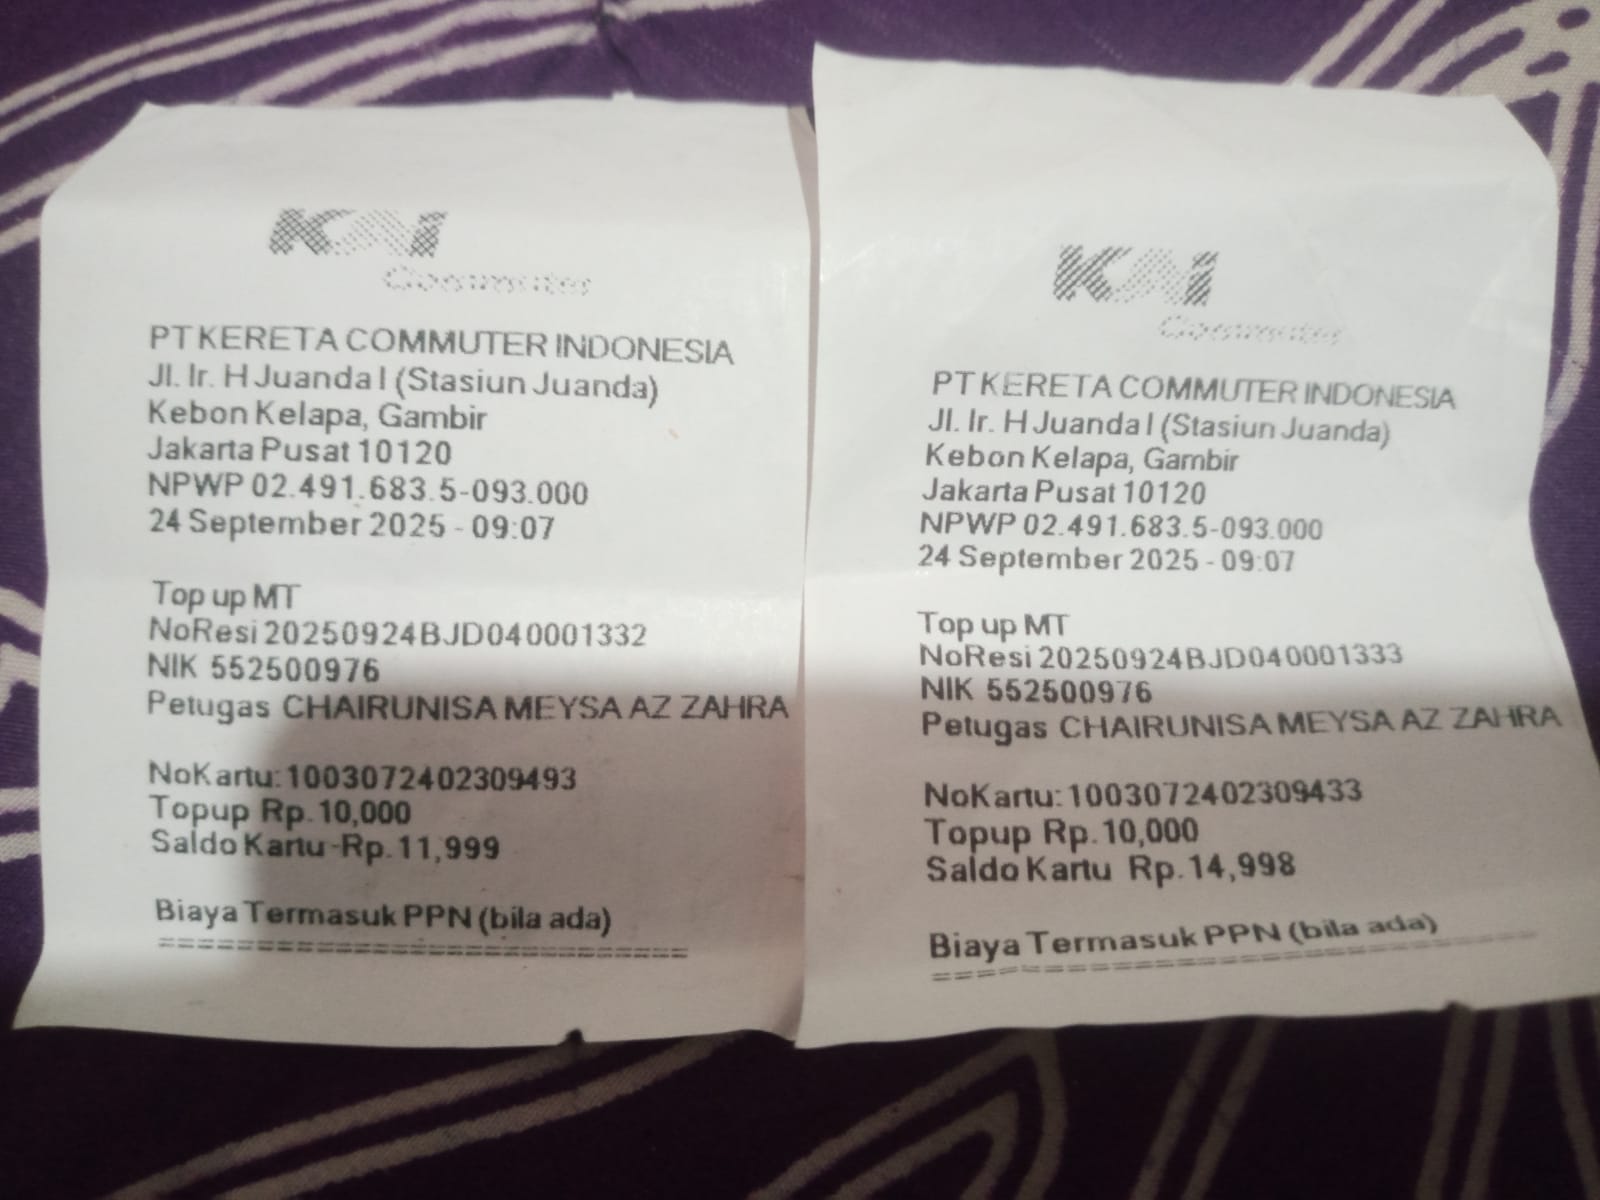 KAI
Commuter
PT KERETA COMMUTER INDONESIA
Jl. Ir. H Juanda I (Stasiun Juanda)
Kebon Kelapa, Gambir
Jakarta Pusat 10120
NPWP 02.491.683.5-093.000
24 September 2025 - 09:07
Top up MT
NoResi 20250924BJD040001332
NIK 552500976
Petugas CHAIRUNISA MEYSA AZ ZAHRA
NoKartu: 1003072402309493
Topup Rp. 10,000
Saldo Kartu Rp. 11,999
Biaya Termasuk PPN (bila ada)
==============================
KAI
Commuter
PT KERETA COMMUTER INDONESIA
Jl. Ir. H Juanda I (Stasiun Juanda)
Kebon Kelapa, Gambir
Jakarta Pusat 10120
NPWP 02.491.683.5-093.000
24 September 2025 - 09:07
Top up MT
NoResi 20250924BJD040001333
NIK 552500976
Petugas CHAIRUNISA MEYSA AZ ZAHRA
NoKartu: 1003072402309433
Topup Rp. 10,000
Saldo Kartu Rp. 14,998
Biaya Termasuk PPN (bila ada)
==============================